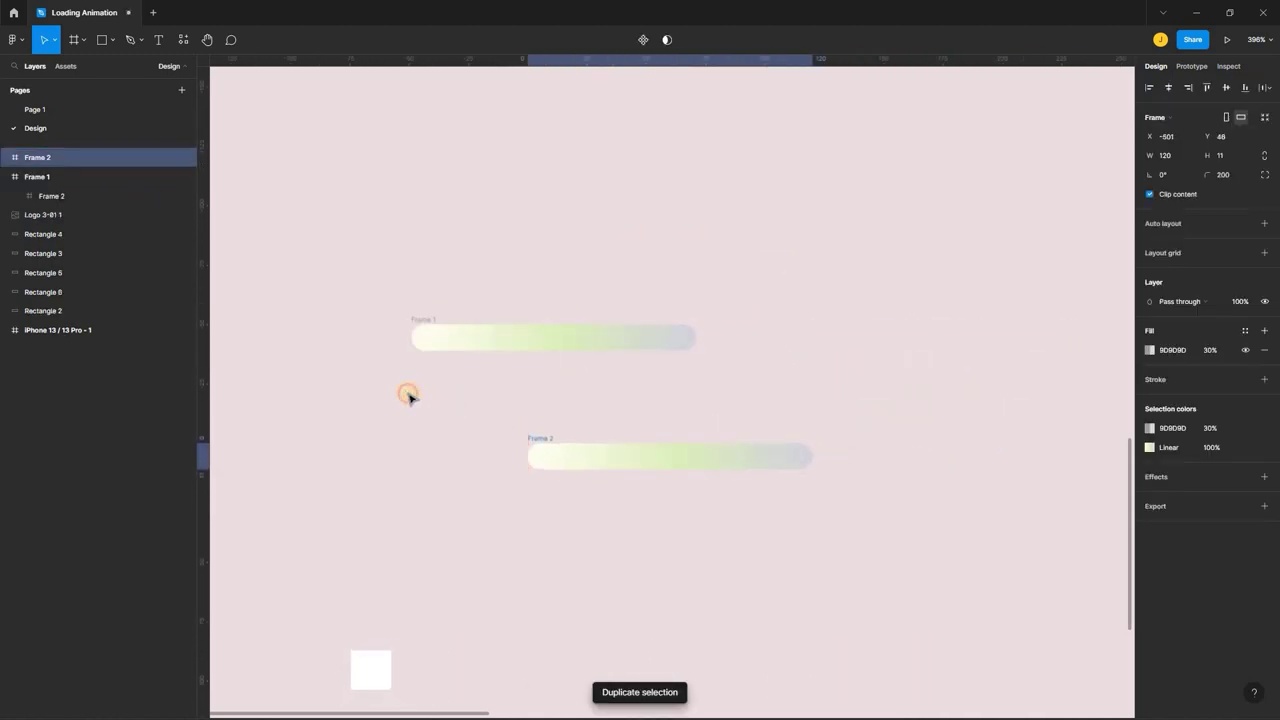 Loading Animation
J
Share
396%
Layers
Assets
Design
Design
Prototype
Inspect
Pages
Page 1
Design
Frame 2
Frame 1
Frame 2
Logo 3-01 1
Rectangle 4
Rectangle 3
Rectangle 5
Rectangle 6
Rectangle 2
iPhone 13 / 13 Pro - 1
0
120
Frame 1
Frame 2
Duplicate selection
Frame
X -501
Y 46
W 120
H 11
0°
200
Clip content
Auto layout
Layout grid
Layer
Pass through
100%
Fill
9D9D9D
30%
Stroke
Selection colors
9D9D9D
30%
Linear
100%
Effects
Export
?